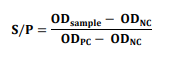 S/P = (OD_sample − OD_NC) / (OD_PC − OD_NC)